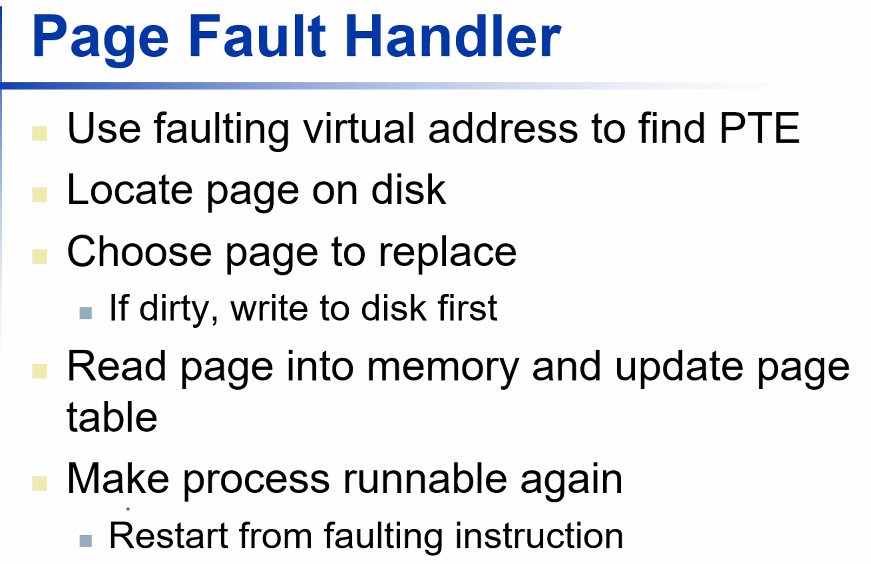 Page Fault Handler
Use faulting virtual address to find PTE
Locate page on disk
Choose page to replace
If dirty, write to disk first
Read page into memory and update page
table
Make process runnable again
Restart from faulting instruction